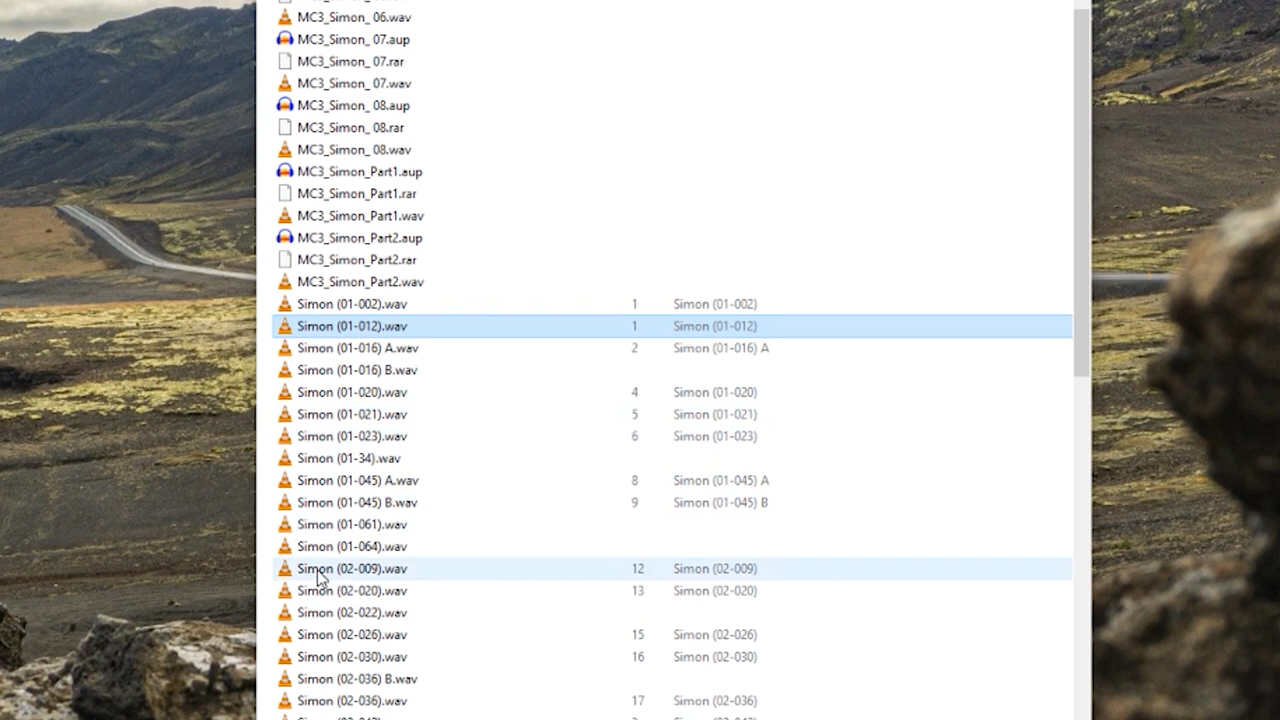 MC3_Simon_ 06.wav
MC3_Simon_ 07.aup
MC3_Simon_ 07.rar
MC3_Simon_ 07.wav
MC3_Simon_ 08.aup
MC3_Simon_ 08.rar
MC3_Simon_ 08.wav
MC3_Simon_Part1.aup
MC3_Simon_Part1.rar
MC3_Simon_Part1.wav
MC3_Simon_Part2.aup
MC3_Simon_Part2.rar
MC3_Simon_Part2.wav
Simon (01-002).wav 1 Simon (01-002)
Simon (01-012).wav 1 Simon (01-012)
Simon (01-016) A.wav 2 Simon (01-016) A
Simon (01-016) B.wav
Simon (01-020).wav 4 Simon (01-020)
Simon (01-021).wav 5 Simon (01-021)
Simon (01-023).wav 6 Simon (01-023)
Simon (01-34).wav
Simon (01-045) A.wav 8 Simon (01-045) A
Simon (01-045) B.wav 9 Simon (01-045) B
Simon (01-061).wav
Simon (01-064).wav
Simon (02-009).wav 12 Simon (02-009)
Simon (02-020).wav 13 Simon (02-020)
Simon (02-022).wav
Simon (02-026).wav 15 Simon (02-026)
Simon (02-030).wav 16 Simon (02-030)
Simon (02-036) B.wav
Simon (02-036).wav 17 Simon (02-036)